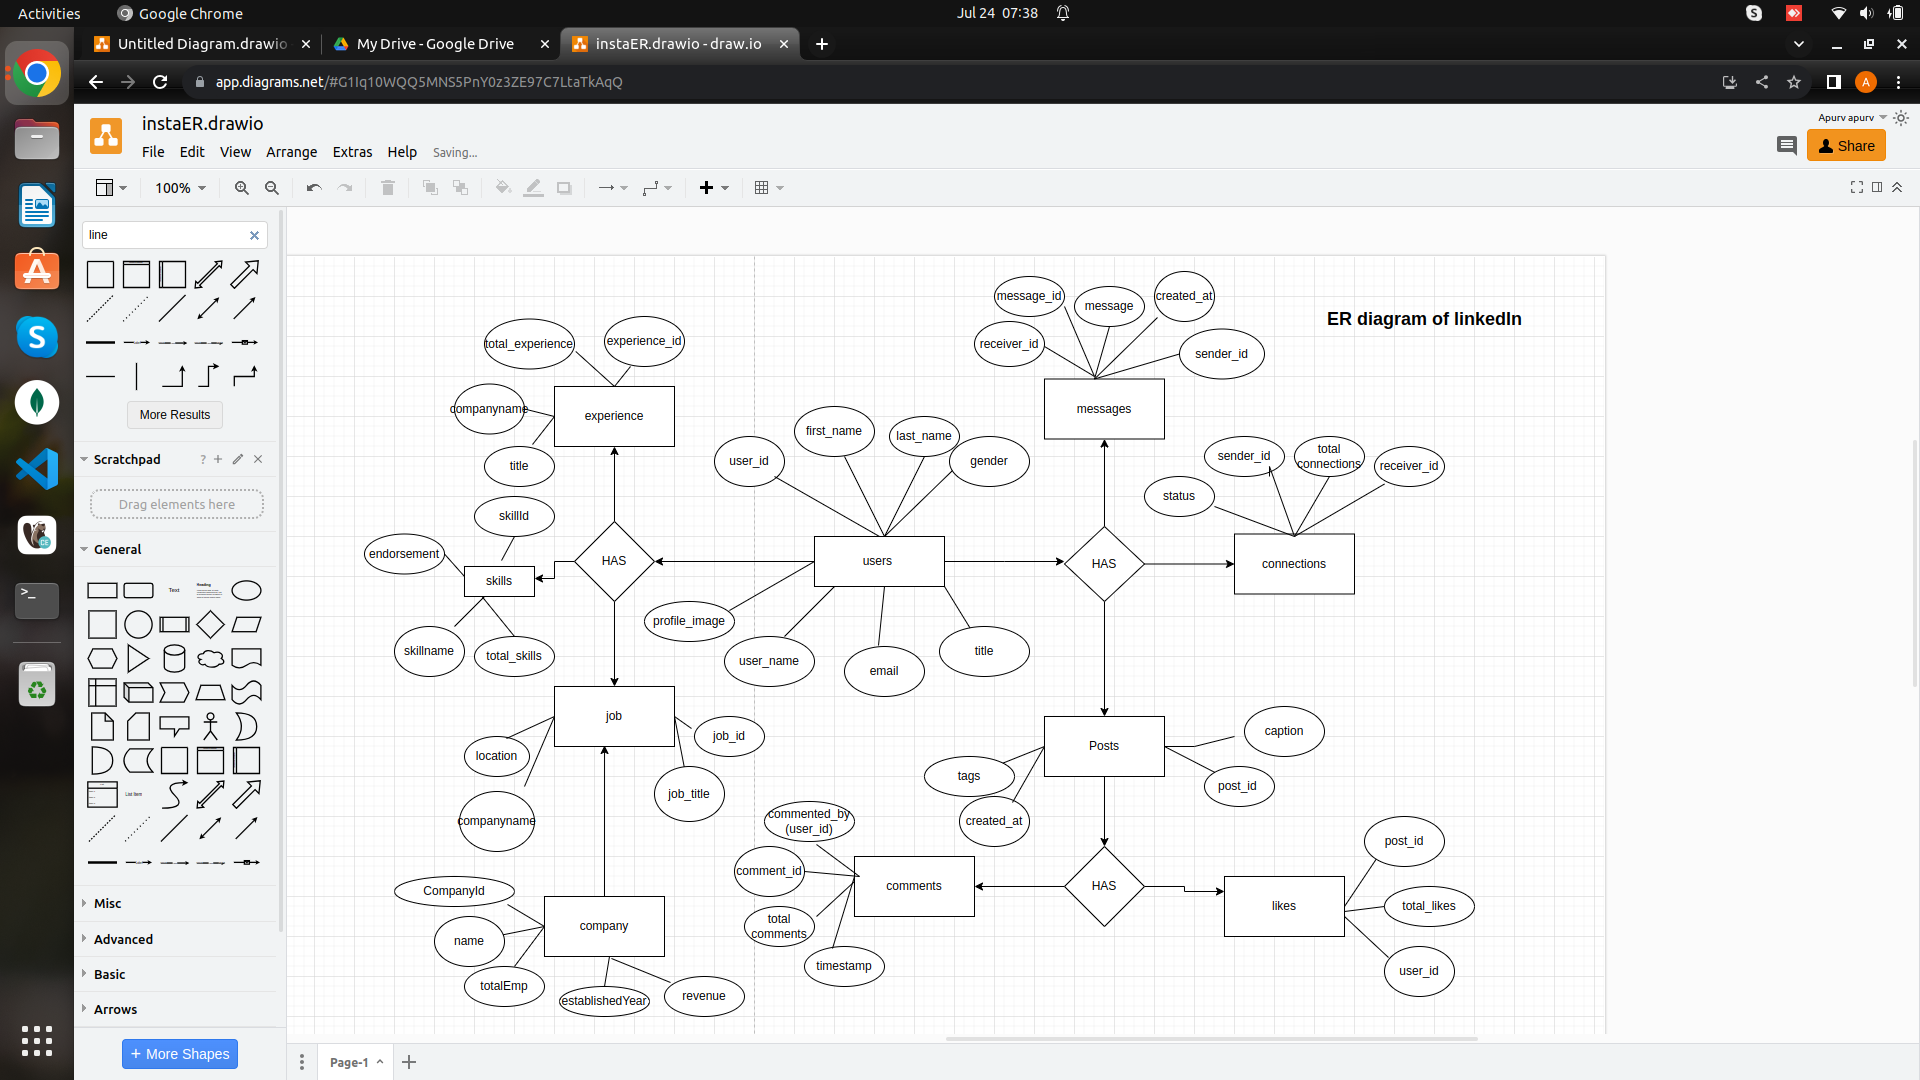 Activities
Google Chrome
Jul 24 07:38
Untitled Diagram.drawio
My Drive - Google Drive
instaER.drawio - draw.io
app.diagrams.net/#G1Iq10WQQ5MNS5PnY0z3ZE97C7LtaTkAqQ
A
instaER.drawio
Apurv apurv
File Edit View Arrange Extras Help Saving...
Share
100%
line
More Results
Scratchpad
Drag elements here
General
Text
Heading
List Item
Misc
Advanced
Basic
Arrows
+ More Shapes
Page-1
ER diagram of linkedIn
message_id
message
created_at
receiver_id
sender_id
messages
total_experience
experience_id
companyname
experience
title
user_id
first_name
last_name
gender
sender_id
total
connections
receiver_id
status
skillId
endorsement
skills
HAS
users
HAS
connections
skillname
total_skills
profile_image
user_name
email
title
job
location
companyname
job_id
job_title
Posts
caption
tags
post_id
created_at
commented_by
(user_id)
comment_id
comments
total
comments
timestamp
HAS
likes
post_id
total_likes
user_id
CompanyId
name
company
totalEmp
establishedYear
revenue